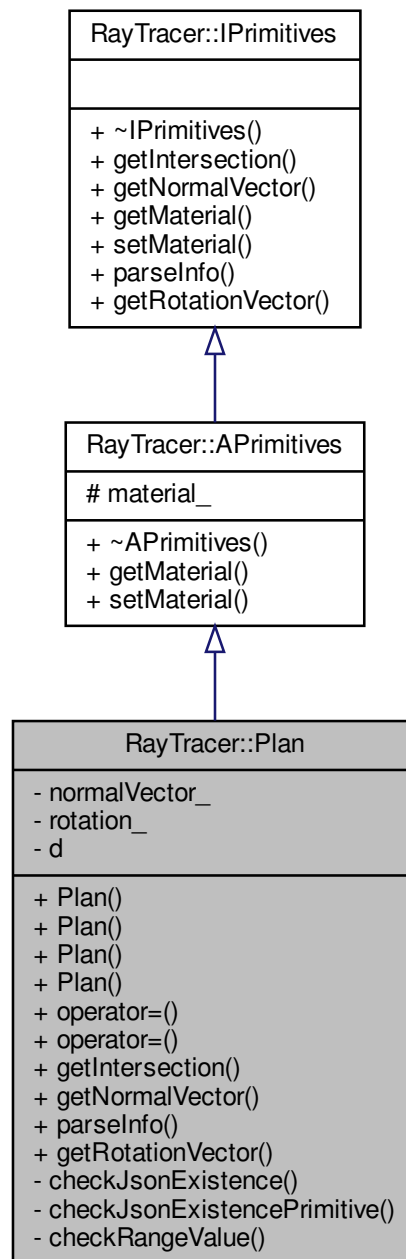 RayTracer::IPrimitives
+ ~IPrimitives()
+ getIntersection()
+ getNormalVector()
+ getMaterial()
+ setMaterial()
+ parseInfo()
+ getRotationVector()
RayTracer::APrimitives
# material_
+ ~APrimitives()
+ getMaterial()
+ setMaterial()
RayTracer::Plan
- normalVector_
- rotation_
- d
+ Plan()
+ Plan()
+ Plan()
+ Plan()
+ operator=()
+ operator=()
+ getIntersection()
+ getNormalVector()
+ parseInfo()
+ getRotationVector()
- checkJsonExistence()
- checkJsonExistencePrimitive()
- checkRangeValue()